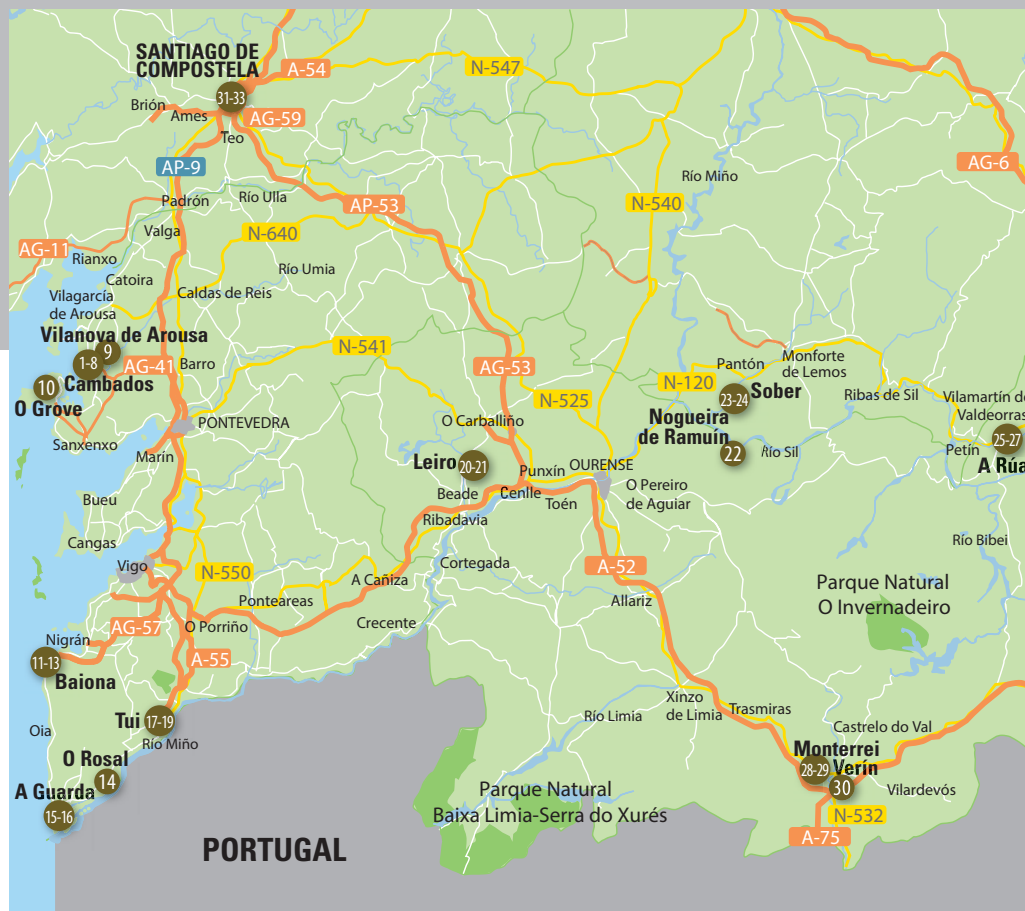 SANTIAGO DE
COMPOSTELA
A-54
N-547
31-33
Brión
Ames
AG-59
Teo
AG-6
AP-9
Río Miño
Padrón
Río Ulla
AP-53
N-540
Valga
N-640
AG-11
Rianxo
Río Umia
Catoira
Vilagarcía
de Arousa
Caldas de Reis
Vilanova de Arousa
9
1-8
AG-41
Barro
N-541
AG-53
Pantón
Monforte
de Lemos
10
Cambados
O Grove
N-120
23-24
Sober
Ribas de Sil
Vilamartín de
Valdeorras
N-525
Sanxenxo
PONTEVEDRA
O Carballiño
Nogueira
de Ramuín
22
Río Sil
25-27
Petín
A Rúa
Marín
Leiro
20-21
Punxín
OURENSE
Bueu
Beade
Cenlle
Toén
O Pereiro
de Aguiar
Ribadavia
Cangas
Río Bibei
Vigo
N-550
Cortegada
A-52
A Cañiza
Parque Natural
O Invernadeiro
Ponteareas
Allariz
Crecente
Nigrán
AG-57
O Porriño
11-13
A-55
Baiona
Xinzo
de Limia
Oia
Tui
17-19
Río Limia
Trasmiras
Río Miño
Castrelo do Val
O Rosal
14
Monterrei
28-29
Verín
30
A Guarda
15-16
Parque Natural
Baixa Limia-Serra do Xurés
Vilardevós
N-532
A-75
PORTUGAL